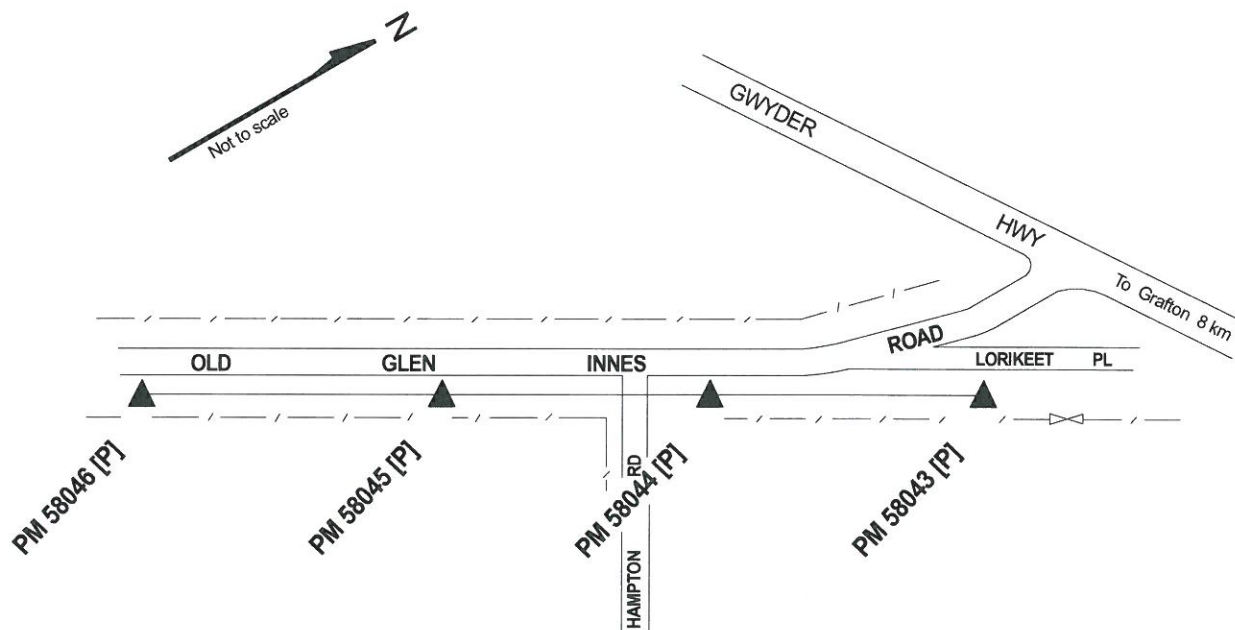 N
Not to scale
GWYDER
HWY
To Grafton 8 km
ROAD
OLD GLEN INNES
LORIKEET PL
PM 58046 [P]
PM 58045 [P]
PM 58044 [P]
PM 58043 [P]
HAMPTON RD